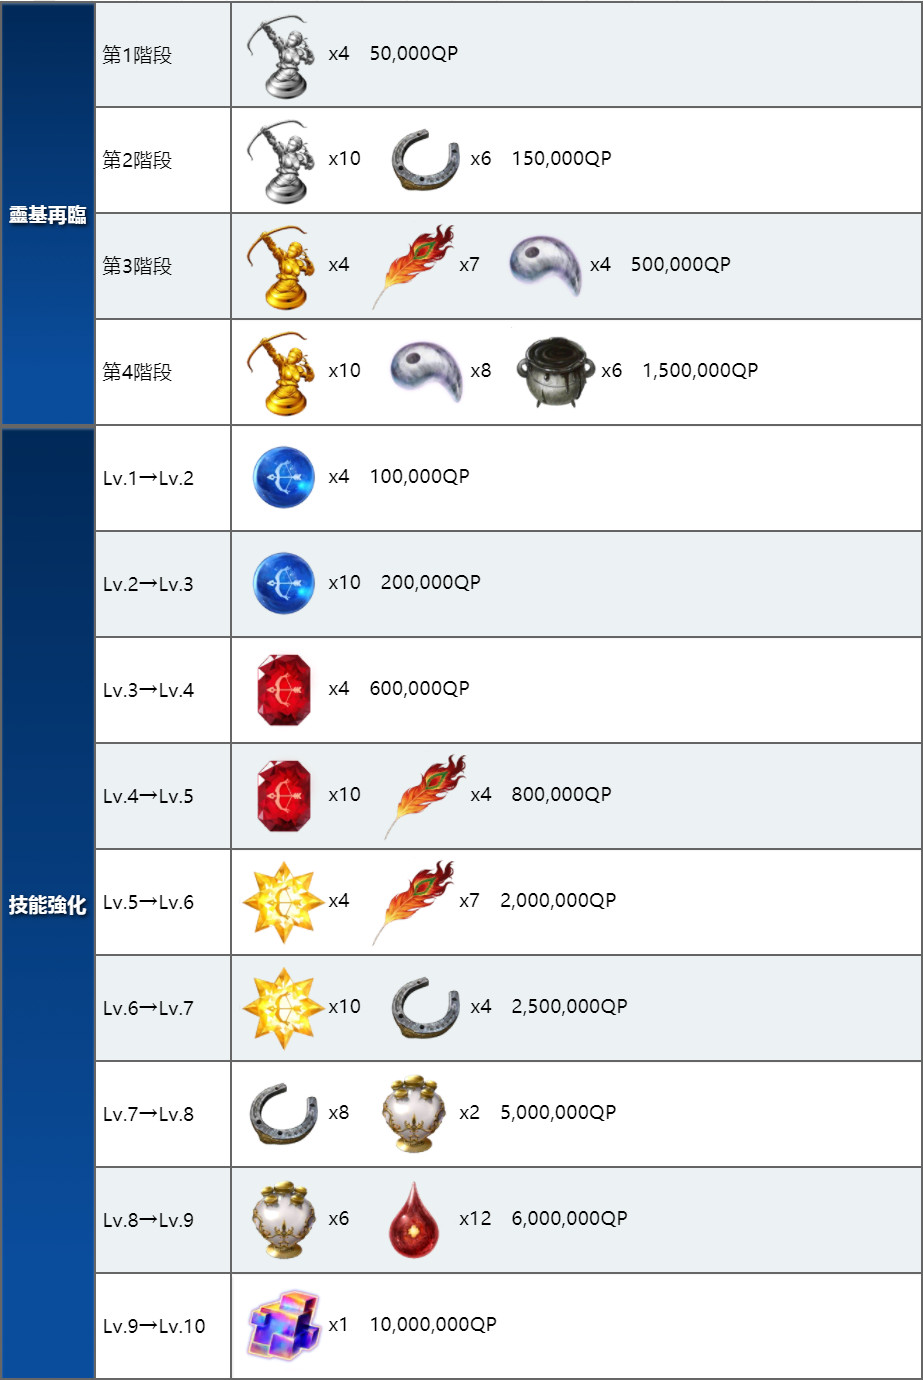 靈基再臨
第1階段 x4 50,000QP
第2階段 x10 x6 150,000QP
第3階段 x4 x7 x4 500,000QP
第4階段 x10 x8 x6 1,500,000QP
技能強化
Lv.1→Lv.2 x4 100,000QP
Lv.2→Lv.3 x10 200,000QP
Lv.3→Lv.4 x4 600,000QP
Lv.4→Lv.5 x10 x4 800,000QP
Lv.5→Lv.6 x4 x7 2,000,000QP
Lv.6→Lv.7 x10 x4 2,500,000QP
Lv.7→Lv.8 x8 x2 5,000,000QP
Lv.8→Lv.9 x6 x12 6,000,000QP
Lv.9→Lv.10 x1 10,000,000QP